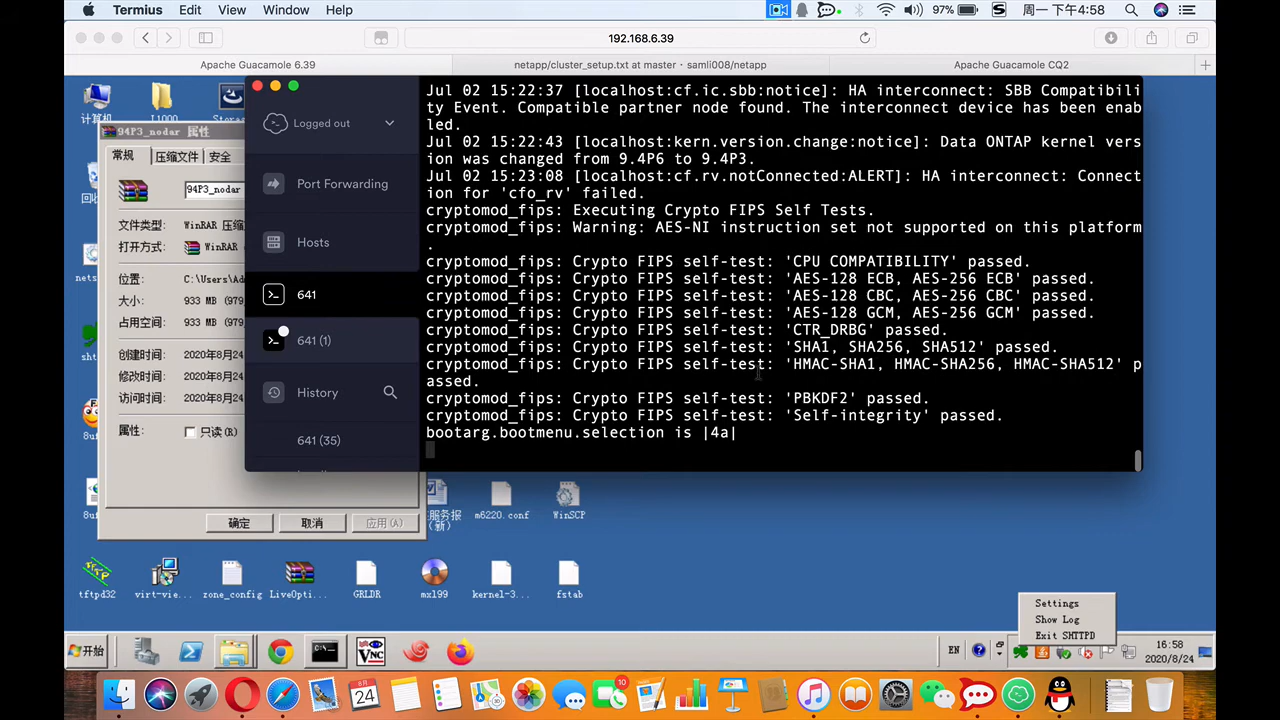 Termius Edit View Window Help
97% 周一 下午4:58
192.168.6.39
Apache Guacamole 6.39
netapp/cluster_setup.txt at master · samli008/netapp
Apache Guacamole CQ2
计算机
I1000
94P3_nodar 属性
常规 压缩文件 安全
94P3_nodar
文件类型: WinRAR 压缩
打开方式: WinRAR
位置: C:\Users\Ad
大小: 933 MB (979
占用空间: 933 MB (979
创建时间: 2020年8月24
修改时间: 2020年8月24
访问时间: 2020年8月24
属性: 只读(R)
确定 取消 应用(A)
Logged out
Port Forwarding
Hosts
641
641 (1)
History
641 (35)
Jul 02 15:22:37 [localhost:cf.ic.sbb:notice]: HA interconnect: SBB Compatibili
ty Event. Compatible partner node found. The interconnect device has been enab
led.
Jul 02 15:22:43 [localhost:kern.version.change:notice]: Data ONTAP kernel vers
ion was changed from 9.4P6 to 9.4P3.
Jul 02 15:23:08 [localhost:cf.rv.notConnected:ALERT]: HA interconnect: Connect
ion for 'cfo_rv' failed.
cryptomod_fips: Executing Crypto FIPS Self Tests.
cryptomod_fips: Warning: AES-NI instruction set not supported on this platform
.
cryptomod_fips: Crypto FIPS self-test: 'CPU COMPATIBILITY' passed.
cryptomod_fips: Crypto FIPS self-test: 'AES-128 ECB, AES-256 ECB' passed.
cryptomod_fips: Crypto FIPS self-test: 'AES-128 CBC, AES-256 CBC' passed.
cryptomod_fips: Crypto FIPS self-test: 'AES-128 GCM, AES-256 GCM' passed.
cryptomod_fips: Crypto FIPS self-test: 'CTR_DRBG' passed.
cryptomod_fips: Crypto FIPS self-test: 'SHA1, SHA256, SHA512' passed.
cryptomod_fips: Crypto FIPS self-test: 'HMAC-SHA1, HMAC-SHA256, HMAC-SHA512' p
assed.
cryptomod_fips: Crypto FIPS self-test: 'PBKDF2' passed.
cryptomod_fips: Crypto FIPS self-test: 'Self-integrity' passed.
bootarg.bootmenu.selection is |4a|
m6220.conf
WinSCP
tftpd32
virt-vie...
zone_config
LiveOpti...
GRLDR
mxl99
kernel-3...
fstab
Settings
Show Log
Exit SHTTPD
开始
EN
16:58
2020/8/24
8月
24
10